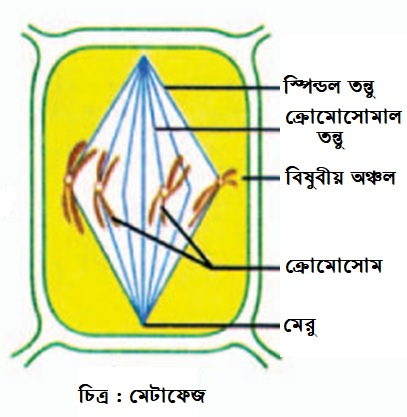 স্পিন্ডল তন্তু
ক্রোমোসোমাল
তন্তু
বিষুবীয় অঞ্চল
ক্রোমোসোম
মেরু
চিত্র : মেটাফেজ